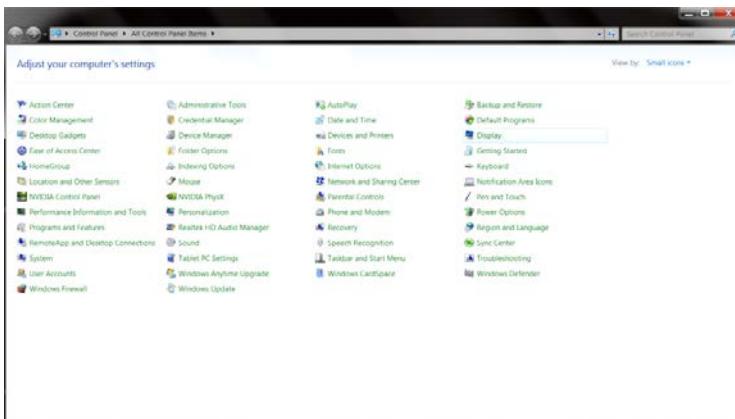 Control Panel ▸ All Control Panel Items ▸
Search Control Panel
Adjust your computer's settings
View by: Small icons
Action Center
Administrative Tools
AutoPlay
Backup and Restore
Color Management
Credential Manager
Date and Time
Default Programs
Desktop Gadgets
Device Manager
Devices and Printers
Display
Ease of Access Center
Folder Options
Fonts
Getting Started
HomeGroup
Indexing Options
Internet Options
Keyboard
Location and Other Sensors
Mouse
Network and Sharing Center
Notification Area Icons
NVIDIA Control Panel
NVIDIA PhysX
Parental Controls
Pen and Touch
Performance Information and Tools
Personalization
Phone and Modem
Power Options
Programs and Features
Realtek HD Audio Manager
Recovery
Region and Language
RemoteApp and Desktop Connections
Sound
Speech Recognition
Sync Center
System
Tablet PC Settings
Taskbar and Start Menu
Troubleshooting
User Accounts
Windows Anytime Upgrade
Windows CardSpace
Windows Defender
Windows Firewall
Windows Update